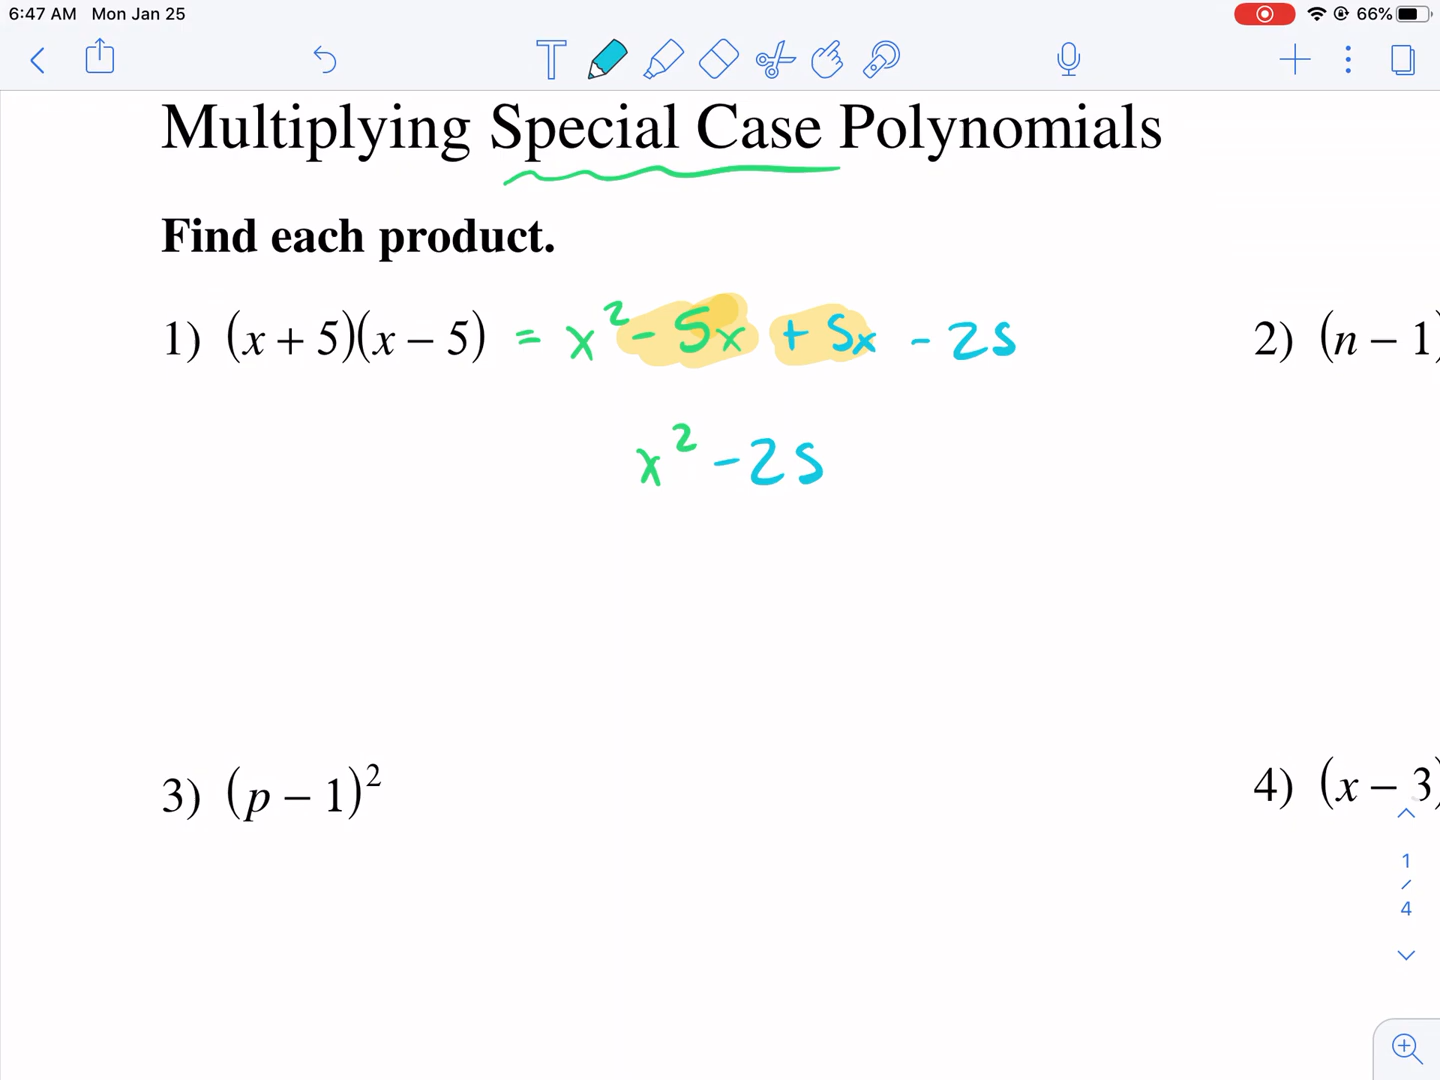 6:47 AM Mon Jan 25 66%
T
Multiplying Special Case Polynomials
Find each product.
1) (x + 5)(x − 5) = x² - 5x + 5x - 25
2) (n − 1)
x² - 25
3) (p − 1)²
4) (x − 3)
1
/
4